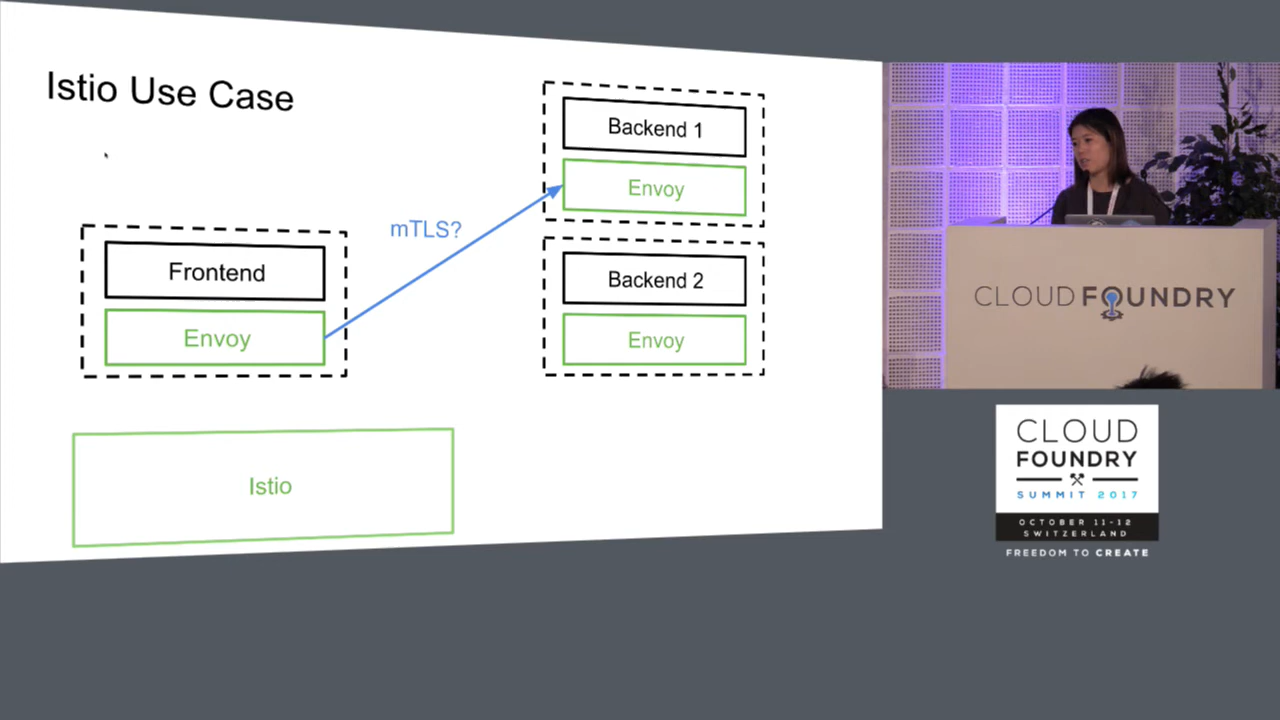 Istio Use Case
Backend 1
Envoy
mTLS?
Frontend
Envoy
Backend 2
Envoy
Istio
CLOUD FOUNDRY
CLOUD
FOUNDRY
SUMMIT 2017
OCTOBER 11-12
SWITZERLAND
FREEDOM TO CREATE